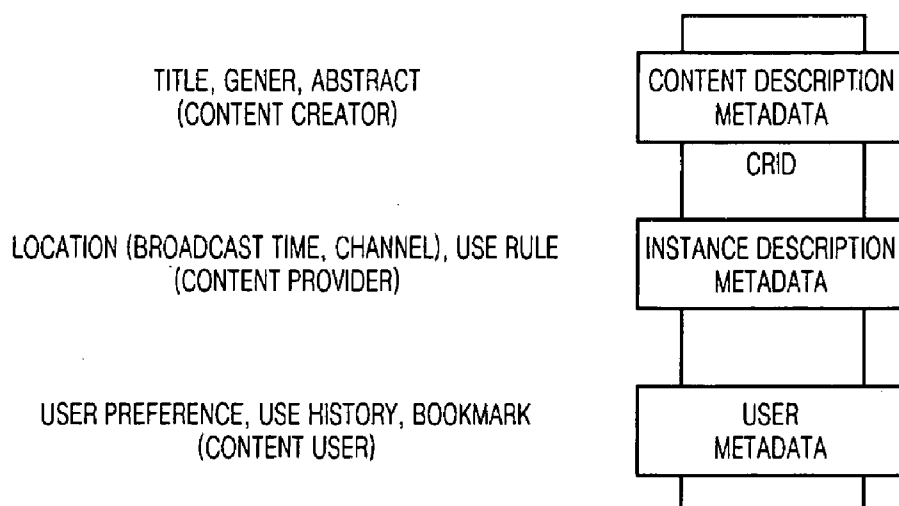 TITLE, GENER, ABSTRACT
(CONTENT CREATOR)
CONTENT DESCRIPTION
METADATA
CRID
LOCATION (BROADCAST TIME, CHANNEL), USE RULE
(CONTENT PROVIDER)
INSTANCE DESCRIPTION
METADATA
USER PREFERENCE, USE HISTORY, BOOKMARK
(CONTENT USER)
USER
METADATA